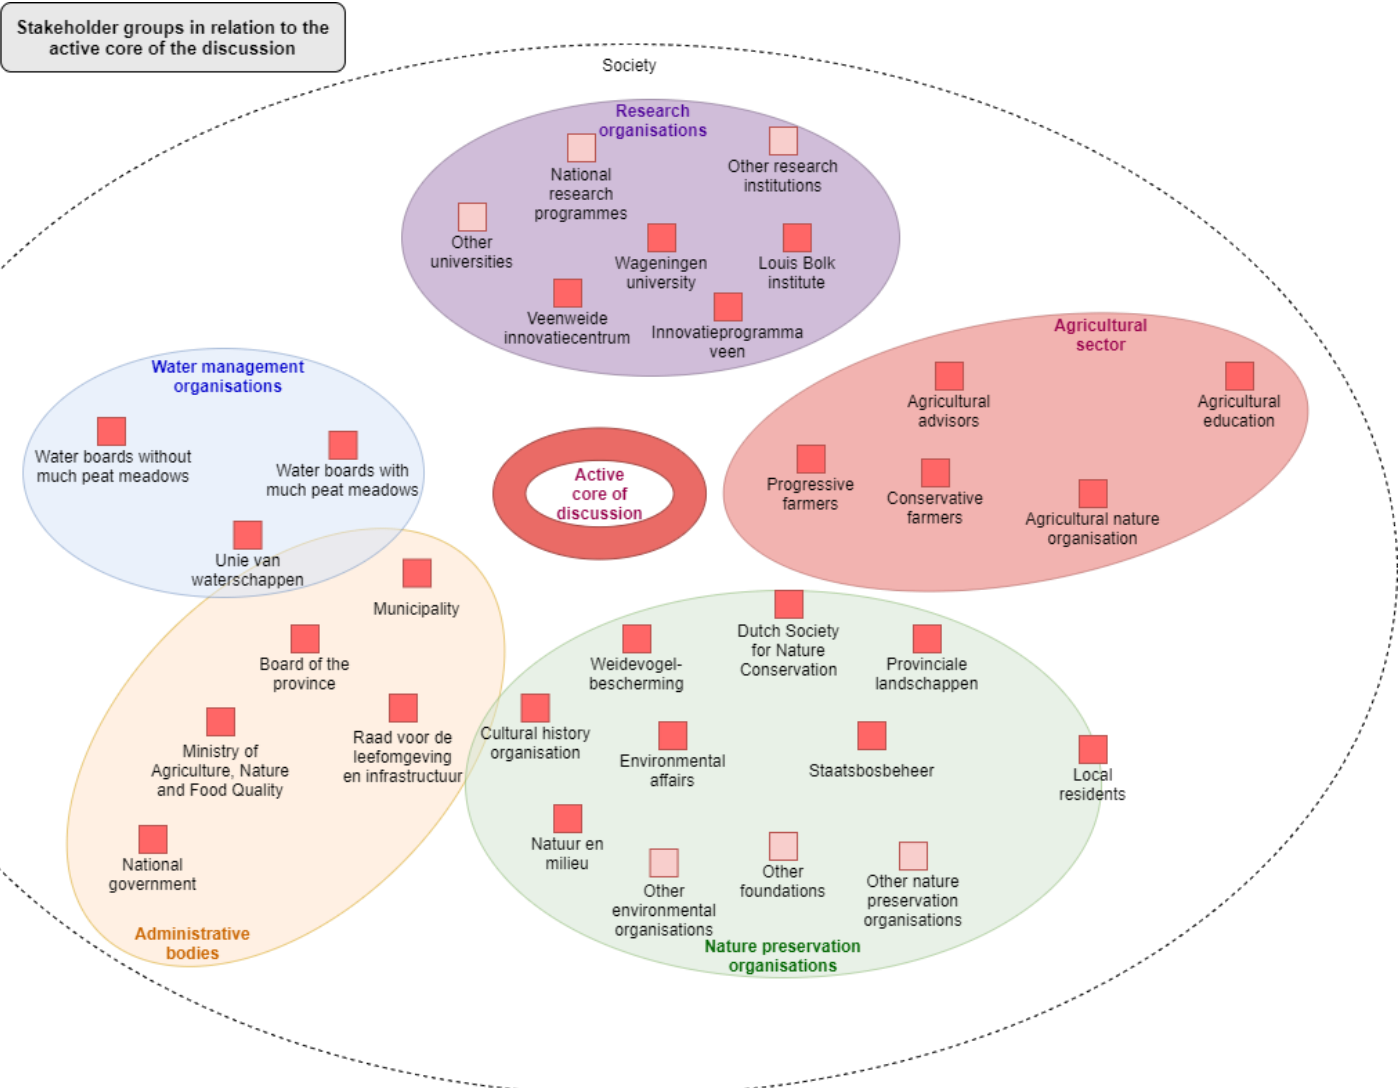 Stakeholder groups in relation to the
active core of the discussion
Society
Research
organisations
National
research
programmes
Other research
institutions
Other
universities
Wageningen
university
Louis Bolk
institute
Veenweide
innovatiecentrum
Innovatieprogramma
veen
Agricultural
sector
Agricultural
advisors
Agricultural
education
Progressive
farmers
Conservative
farmers
Agricultural nature
organisation
Water management
organisations
Water boards without
much peat meadows
Water boards with
much peat meadows
Unie van
waterschappen
Active
core of
discussion
Municipality
Board of the
province
Ministry of
Agriculture, Nature
and Food Quality
Raad voor de
leefomgeving
en infrastructuur
National
government
Administrative
bodies
Dutch Society
for Nature
Conservation
Weidevogel-
bescherming
Provinciale
landschappen
Cultural history
organisation
Environmental
affairs
Staatsbosbeheer
Local
residents
Natuur en
milieu
Other
environmental
organisations
Other
foundations
Other nature
preservation
organisations
Nature preservation
organisations